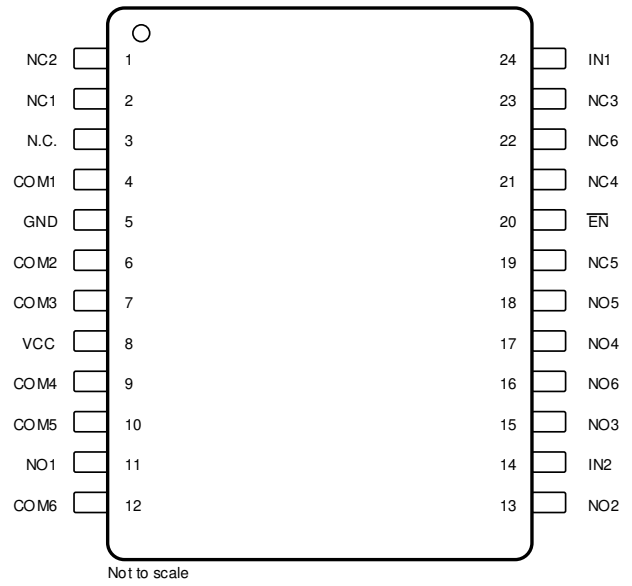 NC2 1 24 IN1
NC1 2 23 NC3
N.C. 3 22 NC6
COM1 4 21 NC4
GND 5 20 E̅N̅
COM2 6 19 NC5
COM3 7 18 NO5
VCC 8 17 NO4
COM4 9 16 NO6
COM5 10 15 NO3
NO1 11 14 IN2
COM6 12 13 NO2
Not to scale